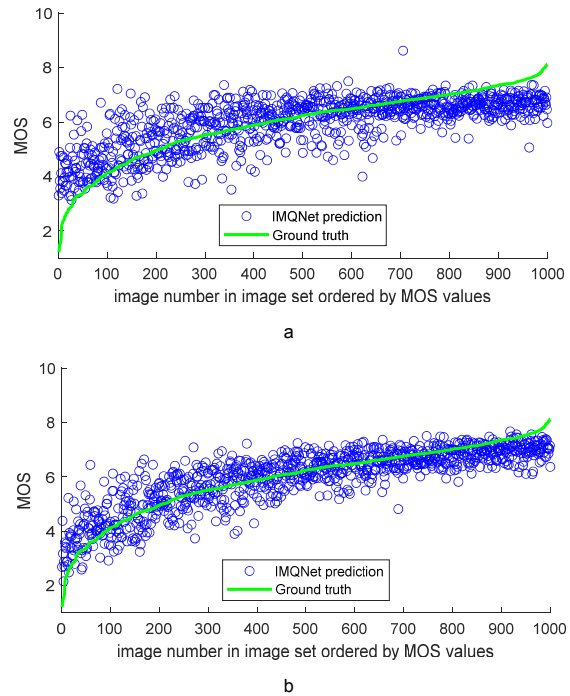 10
8
6
4
2
MOS
IMQNet prediction
Ground truth
0 100 200 300 400 500 600 700 800 900 1000
image number in image set ordered by MOS values
a
10
8
6
4
2
MOS
IMQNet prediction
Ground truth
0 100 200 300 400 500 600 700 800 900 1000
image number in image set ordered by MOS values
b